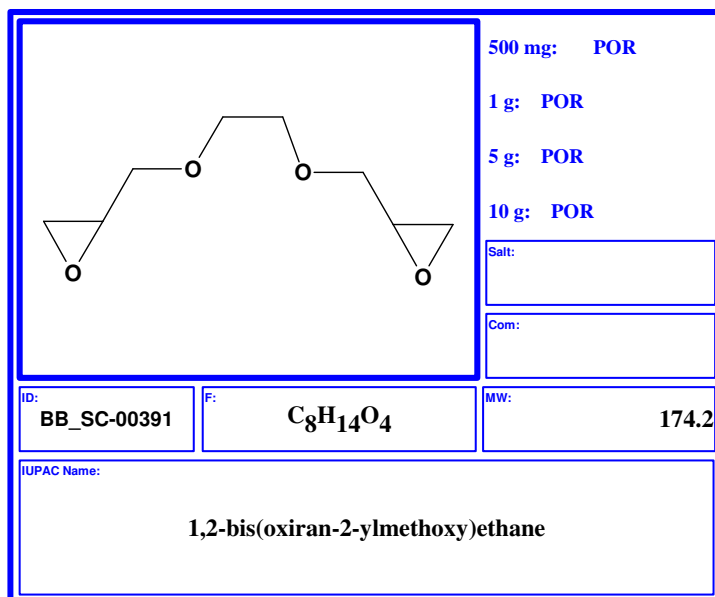 500 mg: POR
1 g: POR
5 g: POR
10 g: POR
O
O
O
O
Salt:
Com:
ID:
BB_SC-00391
F:
C8H14O4
MW:
174.2
IUPAC Name:
1,2-bis(oxiran-2-ylmethoxy)ethane